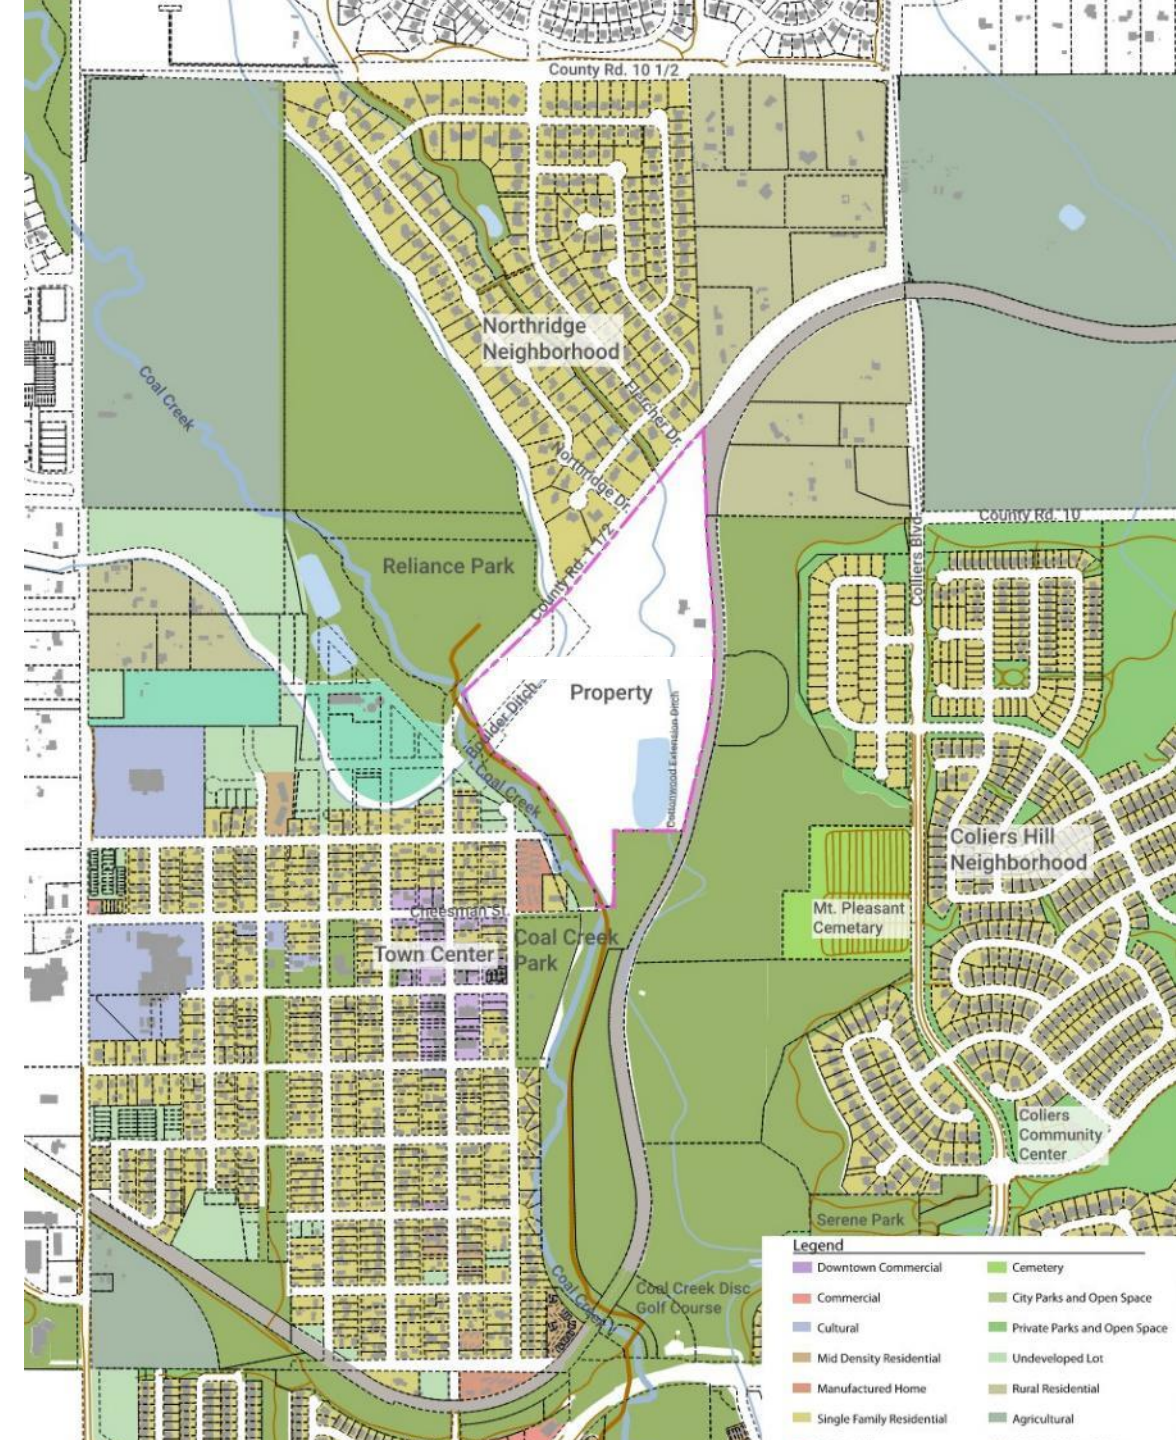 County Rd. 10 1/2
Northridge
Neighborhood
Coal Creek
Fletcher Dr.
Northridge Dr.
County Rd. 10
Colliers Blvd
County Rd. 1 1/2
Reliance Park
Property
Boulder Ditch
Coal Creek
Cottonwood Extension Ditch
Coliers Hill
Neighborhood
Mt. Pleasant
Cemetary
Cheesman St.
Coal Creek
Park
Town Center
Coliers
Community
Center
Serene Park
Coal Creek
Coal Creek Disc
Golf Course
Legend
Downtown Commercial
Commercial
Cultural
Mid Density Residential
Manufactured Home
Single Family Residential
Cemetery
City Parks and Open Space
Private Parks and Open Space
Undeveloped Lot
Rural Residential
Agricultural